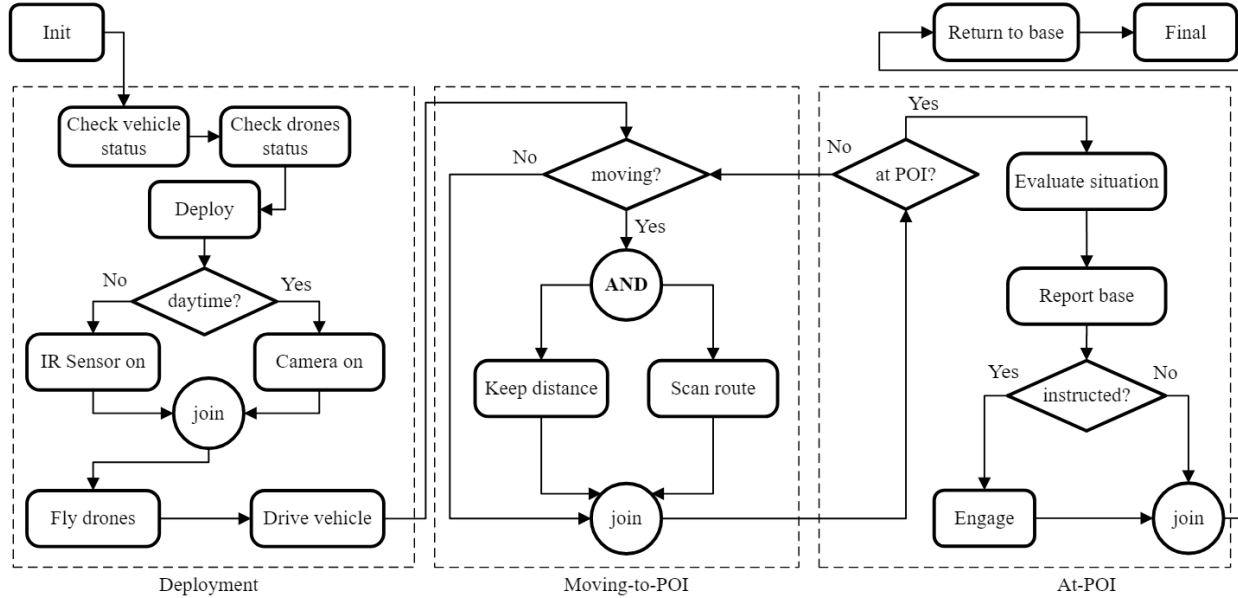 Init
Return to base
Final
Check vehicle
status
Check drones
status
Deploy
daytime?
No
Yes
IR Sensor on
Camera on
join
Fly drones
Drive vehicle
Deployment
moving?
No
Yes
AND
Keep distance
Scan route
join
Moving-to-POI
at POI?
No
Yes
Evaluate situation
Report base
instructed?
Yes
No
Engage
join
At-POI